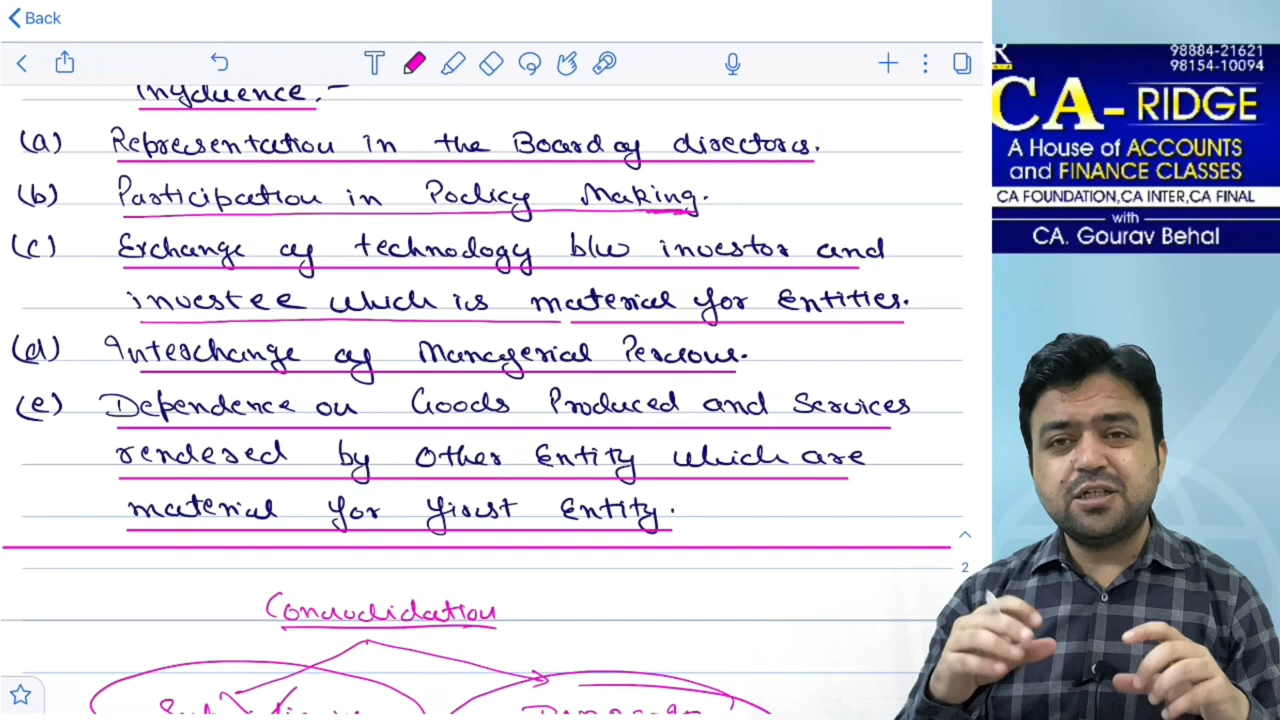 Back
Influence.-
(a) Representation in the Board of directors.
(b) Participation in Policy Making.
(c) Exchange of technology b/w investor and
investee which is material for Entities.
(d) Interchange of Managerial Persons.
(e) Dependence on Goods Produced and Services
rendered by Other Entity which are
material for first Entity.
2
Consolidation
R
98884-21621
98154-10094
CA- RIDGE
A House of ACCOUNTS
and FINANCE CLASSES
CA FOUNDATION,CA INTER,CA FINAL
with
CA. Gourav Behal